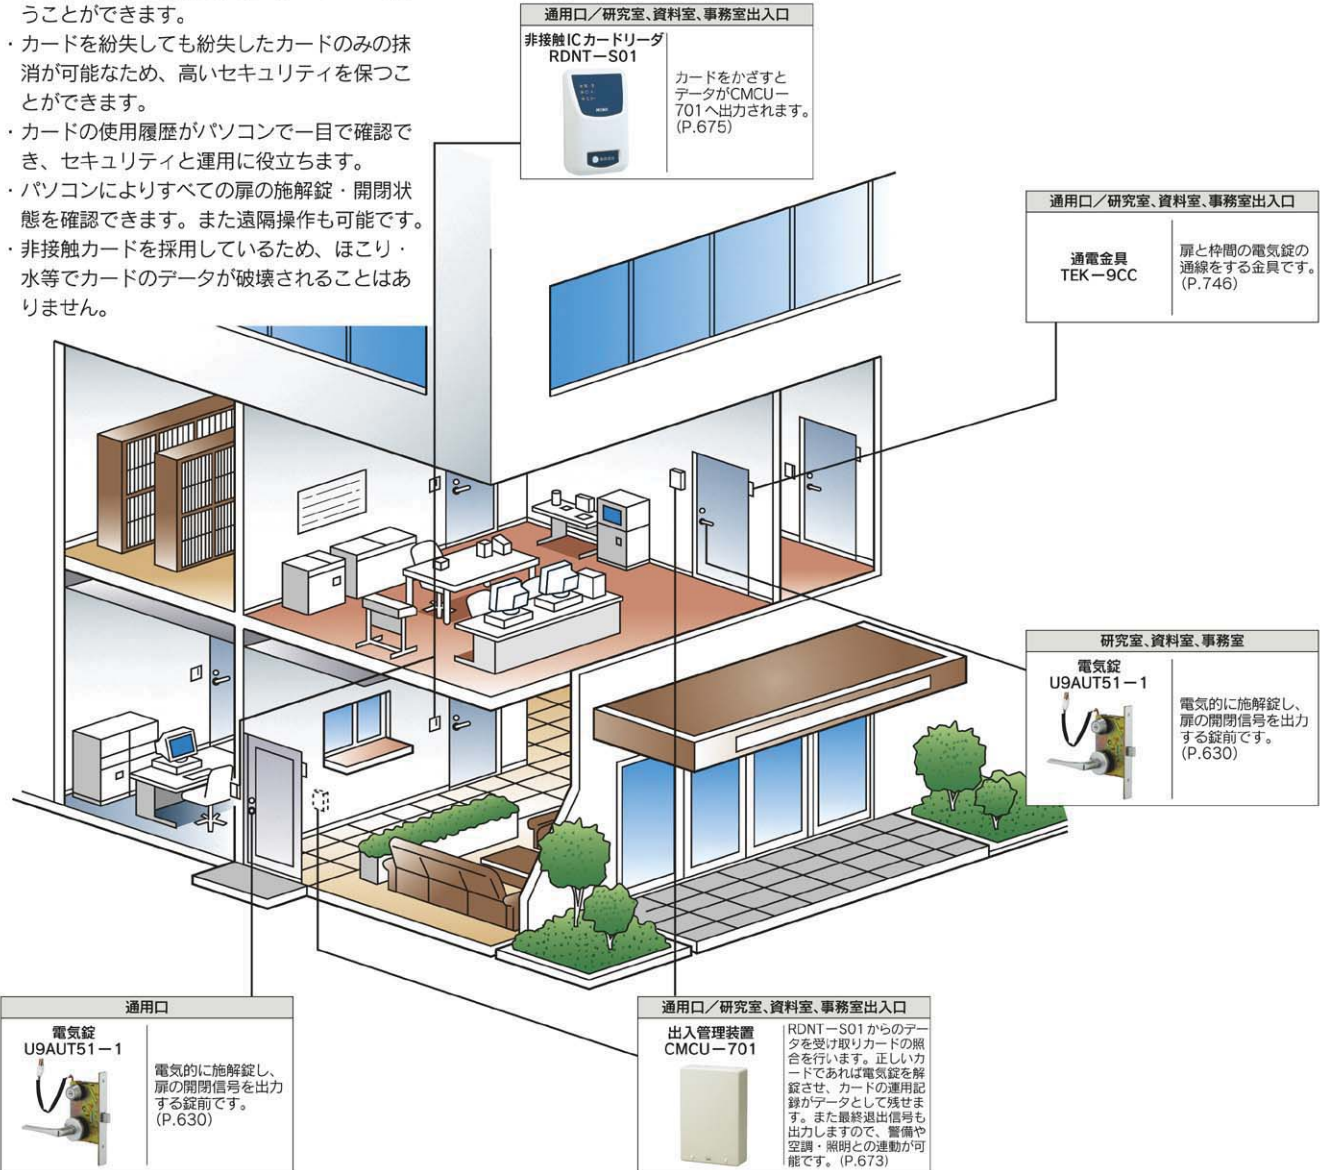 うことができます。
・カードを紛失しても紛失したカードのみの抹
消が可能なため、高いセキュリティを保つこ
とができます。
・カードの使用履歴がパソコンで一目で確認で
き、セキュリティと運用に役立ちます。
・パソコンによりすべての扉の施解錠・開閉状
態を確認できます。また遠隔操作も可能です。
・非接触カードを採用しているため、ほこり・
水等でカードのデータが破壊されることはあ
りません。
通用口／研究室、資料室、事務室出入口
非接触ICカードリーダ
RDNT－S01
カードをかざすと
データがCMCU－
701へ出力されます。
(P.675)
通用口／研究室、資料室、事務室出入口
通電金具
TEK－9CC
扉と枠間の電気錠の
通線をする金具です。
(P.746)
研究室、資料室、事務室
電気錠
U9AUT51－1
電気的に施解錠し、
扉の開閉信号を出力
する錠前です。
(P.630)
通用口
電気錠
U9AUT51－1
電気的に施解錠し、
扉の開閉信号を出力
する錠前です。
(P.630)
通用口／研究室、資料室、事務室出入口
出入管理装置
CMCU－701
RDNT－S01からのデー
タを受け取りカードの照
合を行います。正しいカ
ードであれば電気錠を解
錠させ、カードの運用記
録がデータとして残せま
す。また最終退出信号も
出力しますので、警備や
空調・照明との連動が可
能です。(P.673)